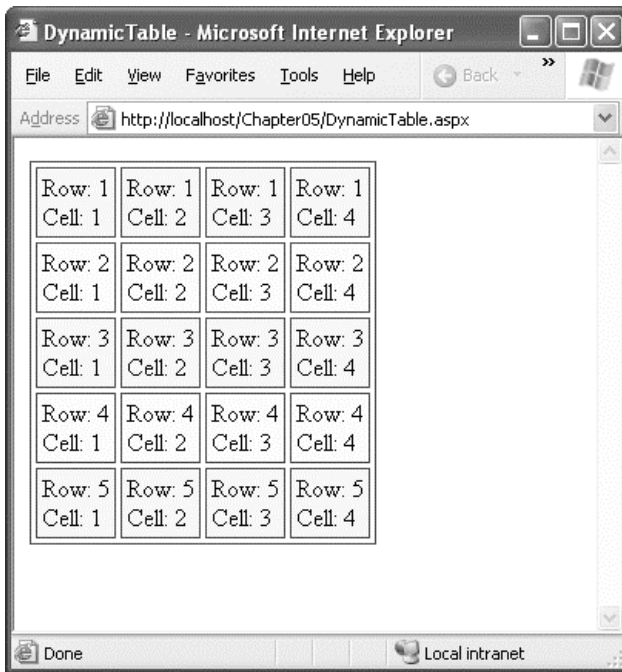 DynamicTable - Microsoft Internet Explorer
File Edit View Favorites Tools Help Back »
Address http://localhost/Chapter05/DynamicTable.aspx
Row: 1 Row: 1 Row: 1 Row: 1
Cell: 1 Cell: 2 Cell: 3 Cell: 4
Row: 2 Row: 2 Row: 2 Row: 2
Cell: 1 Cell: 2 Cell: 3 Cell: 4
Row: 3 Row: 3 Row: 3 Row: 3
Cell: 1 Cell: 2 Cell: 3 Cell: 4
Row: 4 Row: 4 Row: 4 Row: 4
Cell: 1 Cell: 2 Cell: 3 Cell: 4
Row: 5 Row: 5 Row: 5 Row: 5
Cell: 1 Cell: 2 Cell: 3 Cell: 4
Done Local intranet